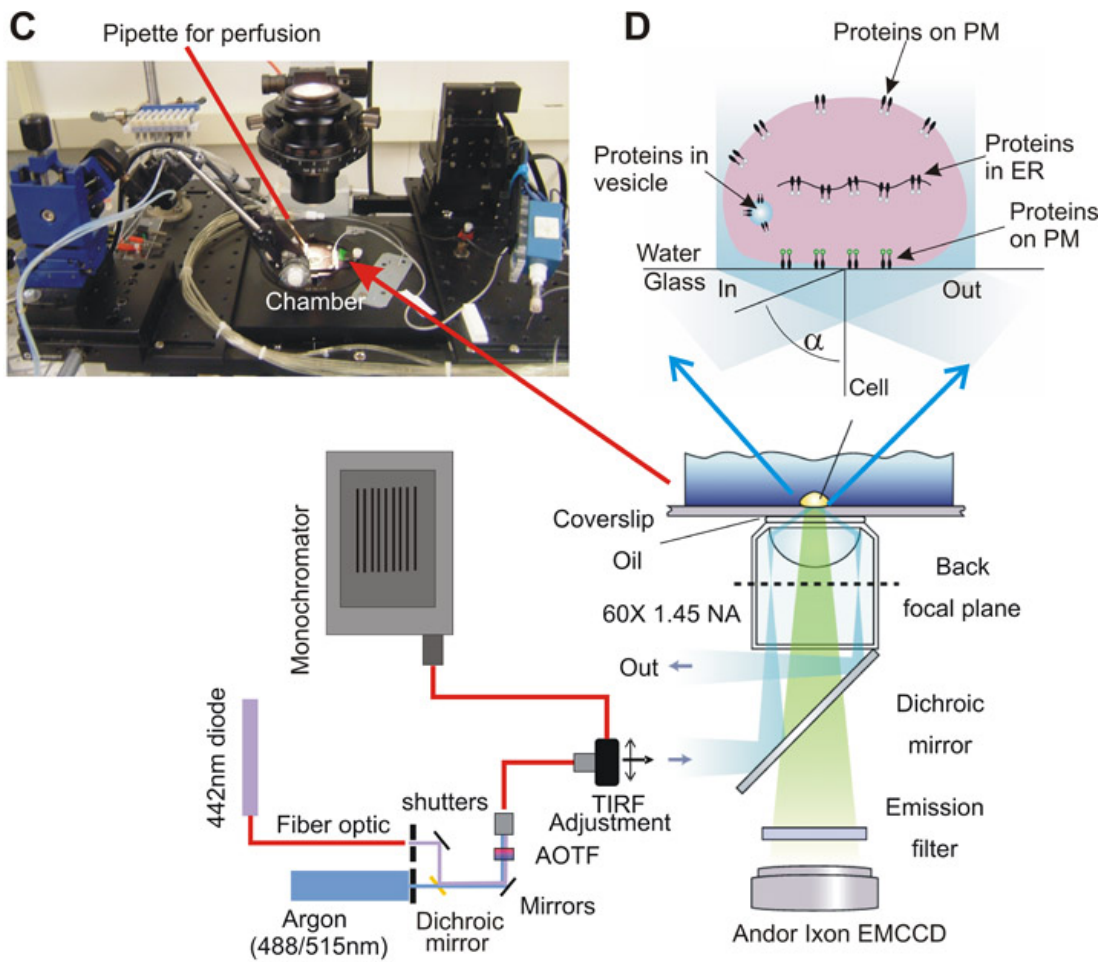 C
Pipette for perfusion
Chamber
D
Proteins on PM
Proteins in
vesicle
Proteins
in ER
Proteins
on PM
Water
Glass
In
Out
α
Cell
Coverslip
Oil
Back
focal plane
60X 1.45 NA
Out
Dichroic
mirror
Emission
filter
Andor Ixon EMCCD
Monochromator
442nm diode
Fiber optic
shutters
TIRF
Adjustment
AOTF
Mirrors
Dichroic
mirror
Argon
(488/515nm)